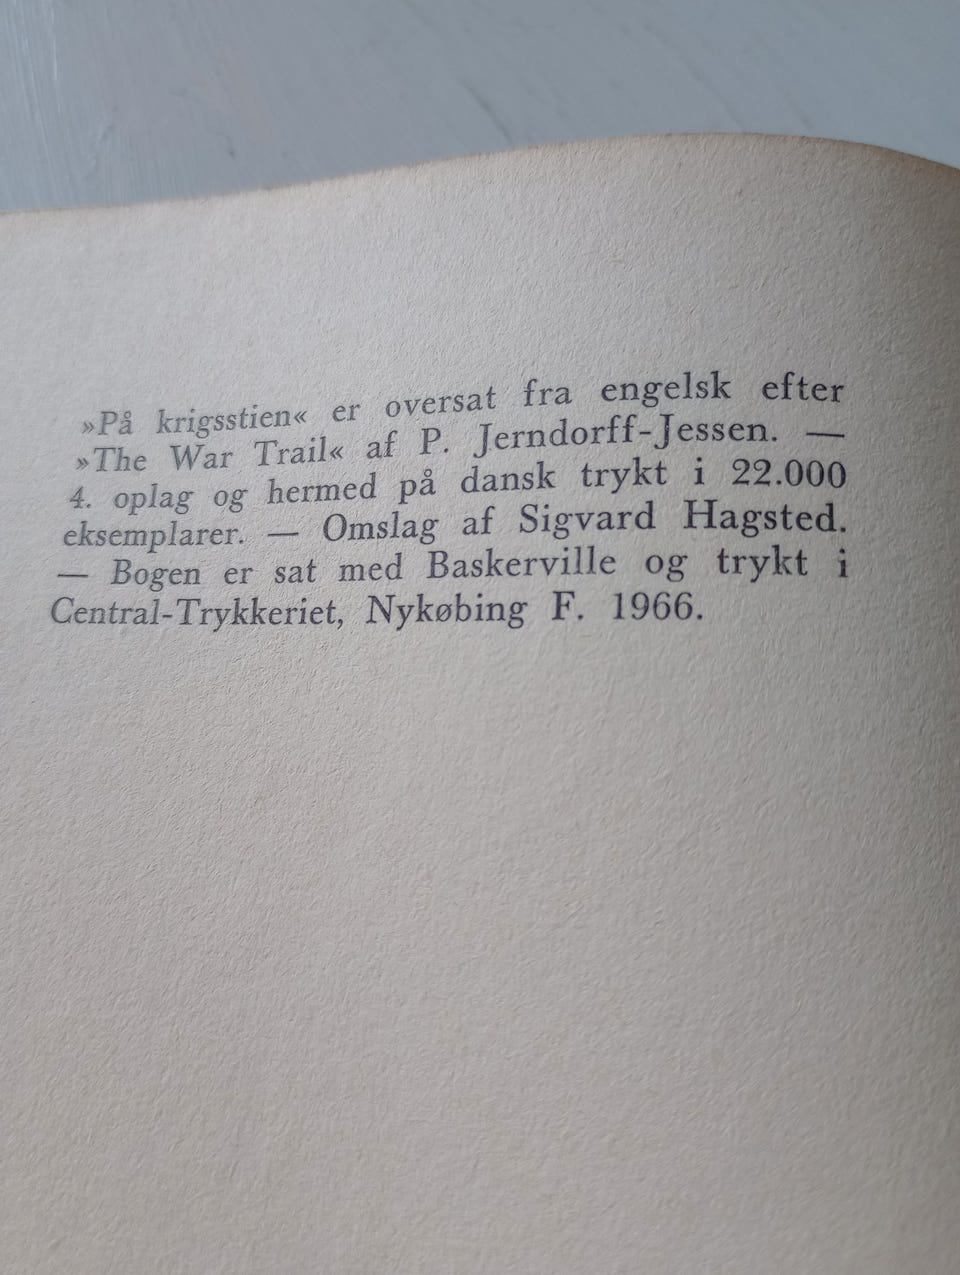 »På krigsstien« er oversat fra engelsk efter
»The War Trail« af P. Jerndorff-Jessen. —
4. oplag og hermed på dansk trykt i 22.000
eksemplarer. — Omslag af Sigvard Hagsted.
— Bogen er sat med Baskerville og trykt i
Central-Trykkeriet, Nykøbing F. 1966.